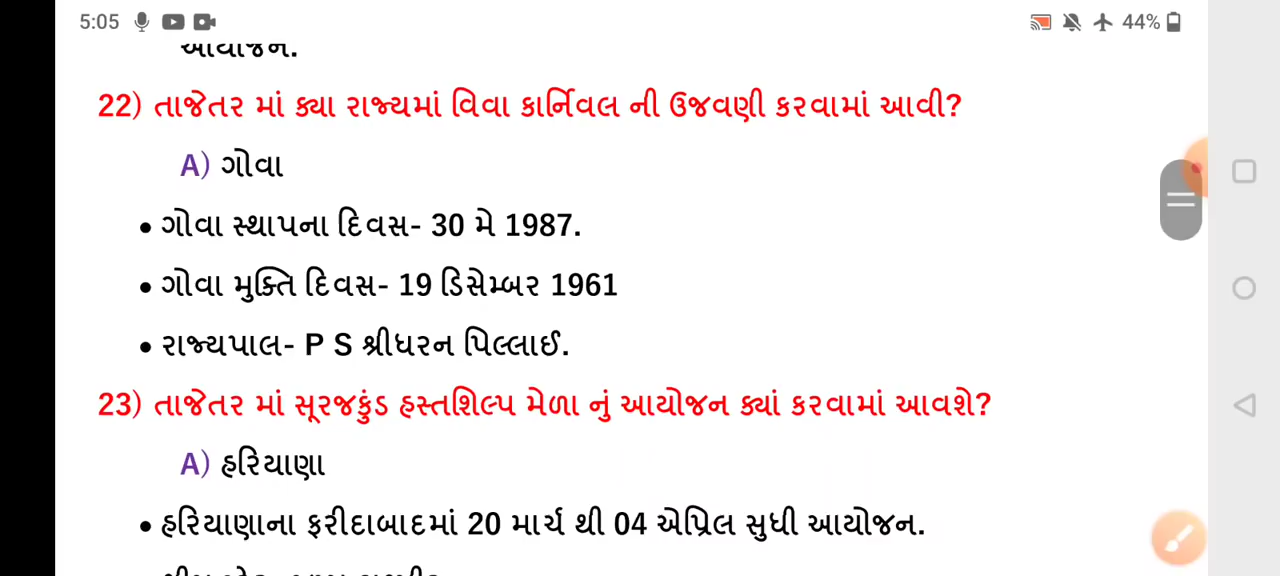 5:05
44%
આયોજન.
22) તાજેતર માં ક્યા રાજ્યમાં વિવા કાર્નિવલ ની ઉજવણી કરવામાં આવી?
A) ગોવા
• ગોવા સ્થાપના દિવસ- 30 મે 1987.
• ગોવા મુક્તિ દિવસ- 19 ડિસેમ્બર 1961
• રાજ્યપાલ- P S શ્રીધરન પિલ્લાઈ.
23) તાજેતર માં સૂરજકુંડ હસ્તશિલ્પ મેળા નું આયોજન ક્યાં કરવામાં આવશે?
A) હરિયાણા
• હરિયાણાના ફરીદાબાદમાં 20 માર્ચ થી 04 એપ્રિલ સુધી આયોજન.